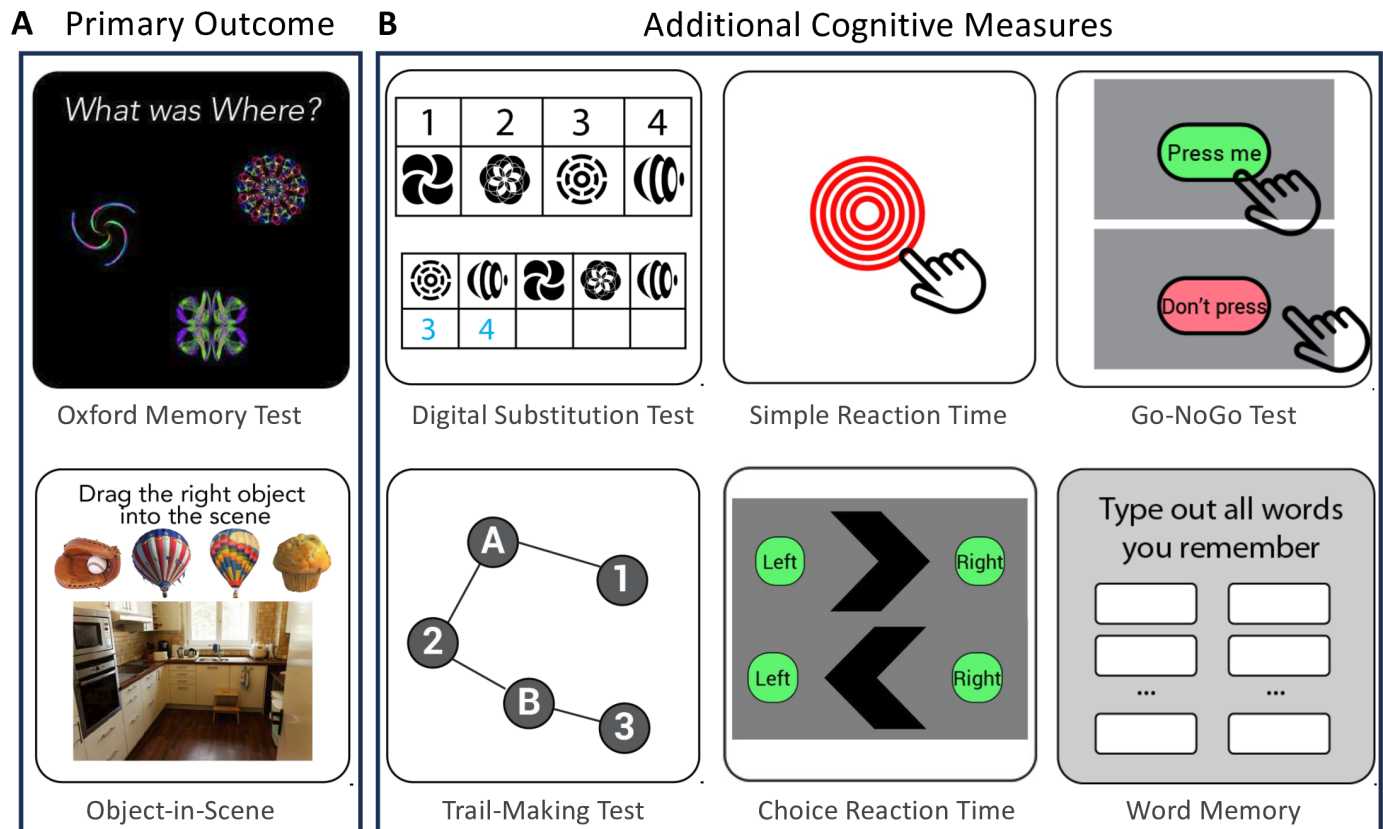 A Primary Outcome
What was Where?
Oxford Memory Test
Drag the right object
into the scene
Object-in-Scene
B Additional Cognitive Measures
1 2 3 4
3 4
Digital Substitution Test
Simple Reaction Time
Press me
Don't press
Go-NoGo Test
A
1
2
B
3
Trail-Making Test
Left Right
Left Right
Choice Reaction Time
Type out all words
you remember
...
...
Word Memory